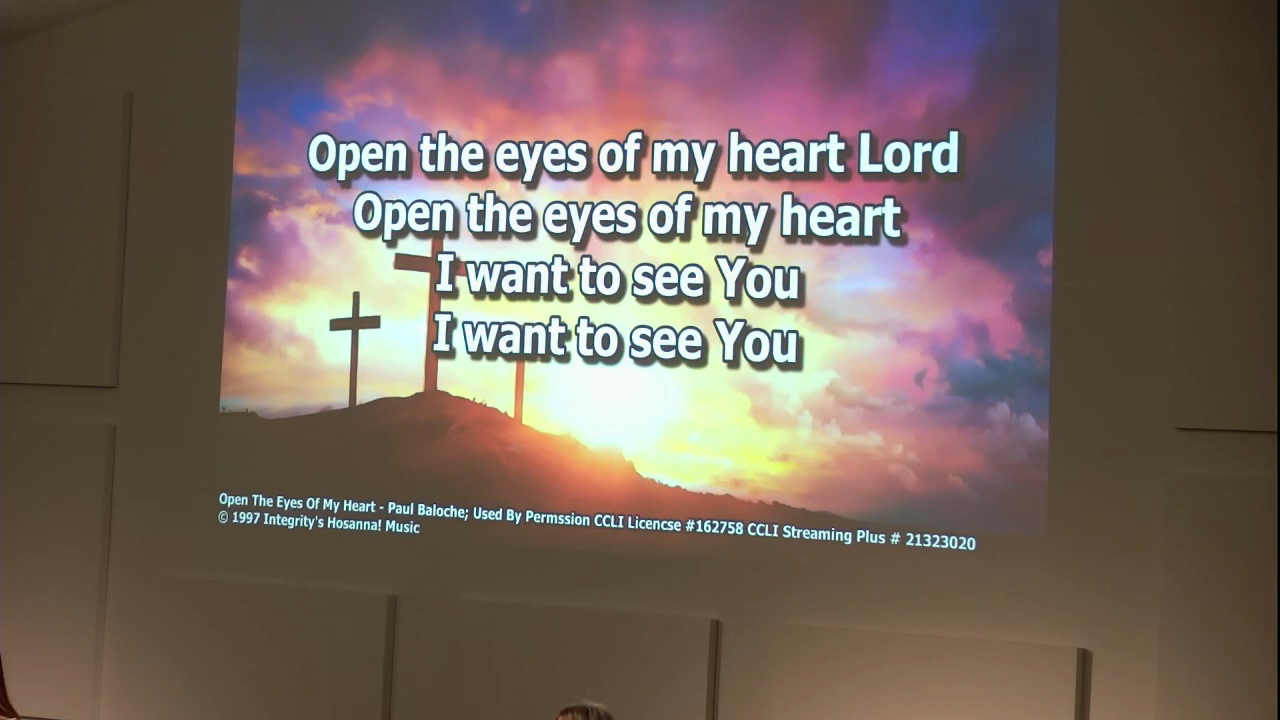 Open the eyes of my heart Lord
Open the eyes of my heart
I want to see You
I want to see You
Open The Eyes Of My Heart - Paul Baloche; Used By Permssion CCLI Licencse #162758 CCLI Streaming Plus # 21323020
© 1997 Integrity's Hosanna! Music